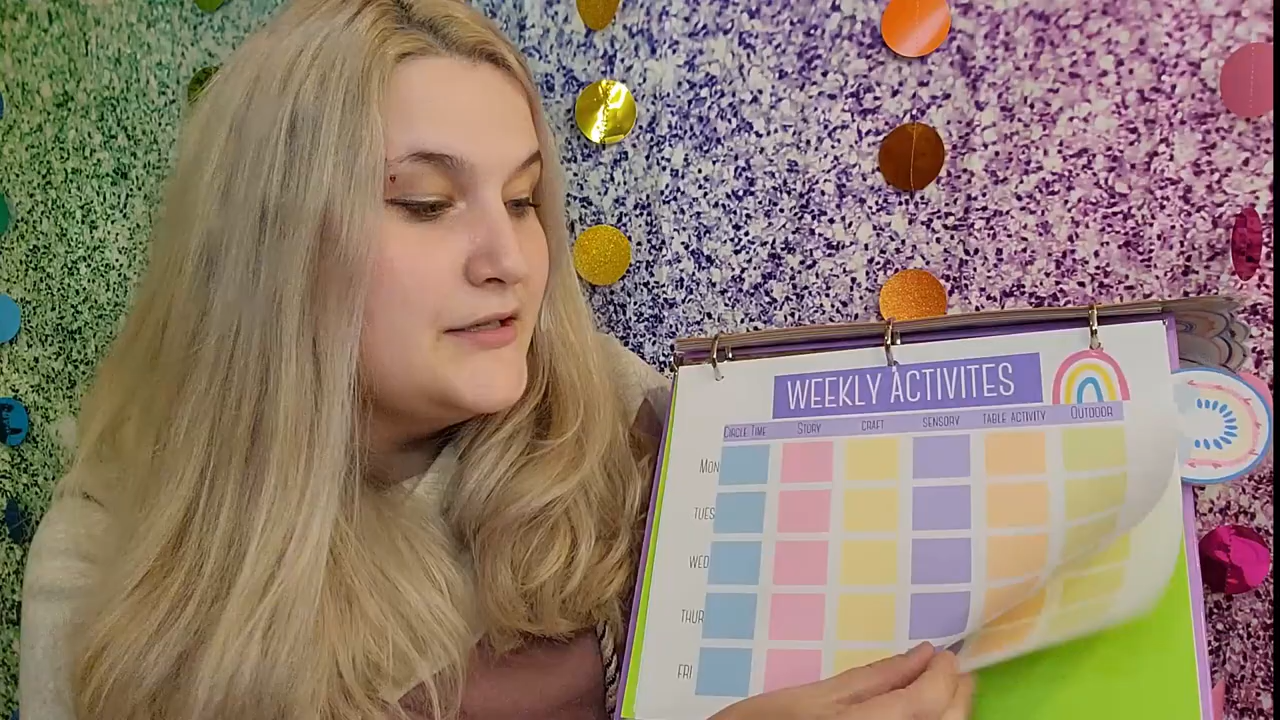 WEEKLY ACTIVITES
CIRCLE TIME STORY CRAFT SENSORY TABLE ACTIVITY OUTDOOR
MON
TUES
WED
THUR
FRI